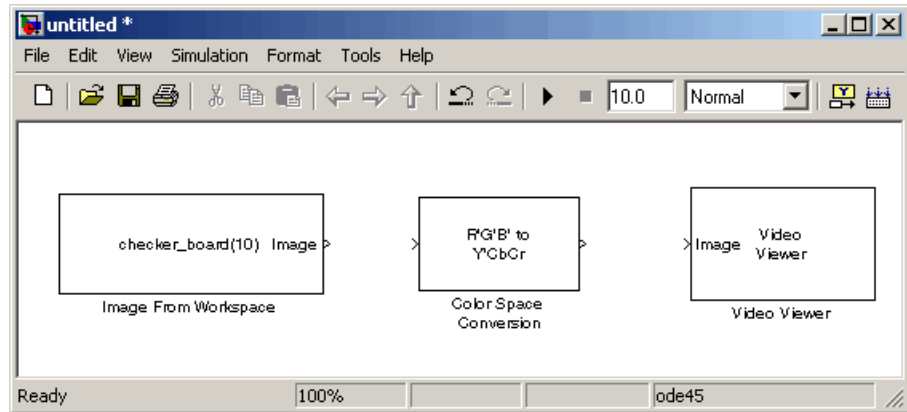 untitled *
File Edit View Simulation Format Tools Help
10.0 Normal
checker_board(10) Image
Image From Workspace
R'G'B' to
Y'CbCr
Color Space
Conversion
Image Video
Viewer
Video Viewer
Ready 100% ode45